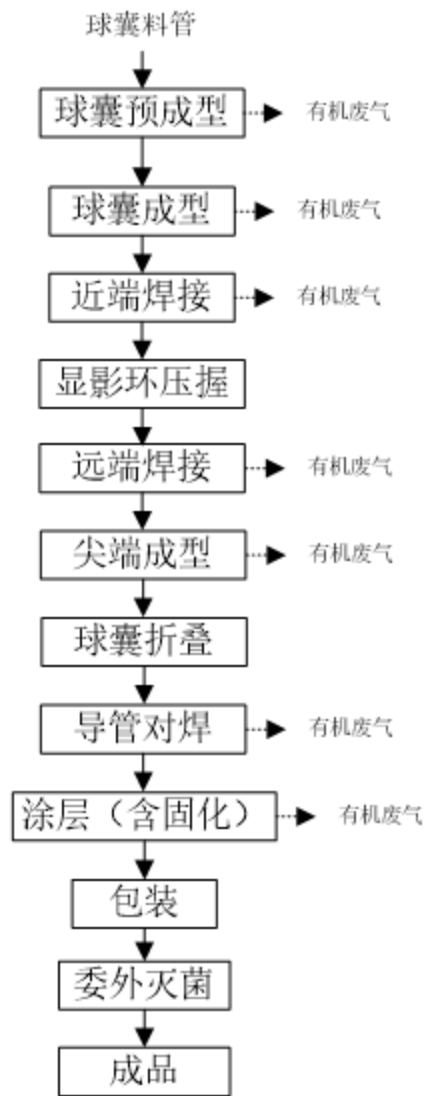 球囊料管
球囊预成型
有机废气
球囊成型
有机废气
近端焊接
有机废气
显影环压握
远端焊接
有机废气
尖端成型
有机废气
球囊折叠
导管对焊
有机废气
涂层（含固化）
有机废气
包装
委外灭菌
成品